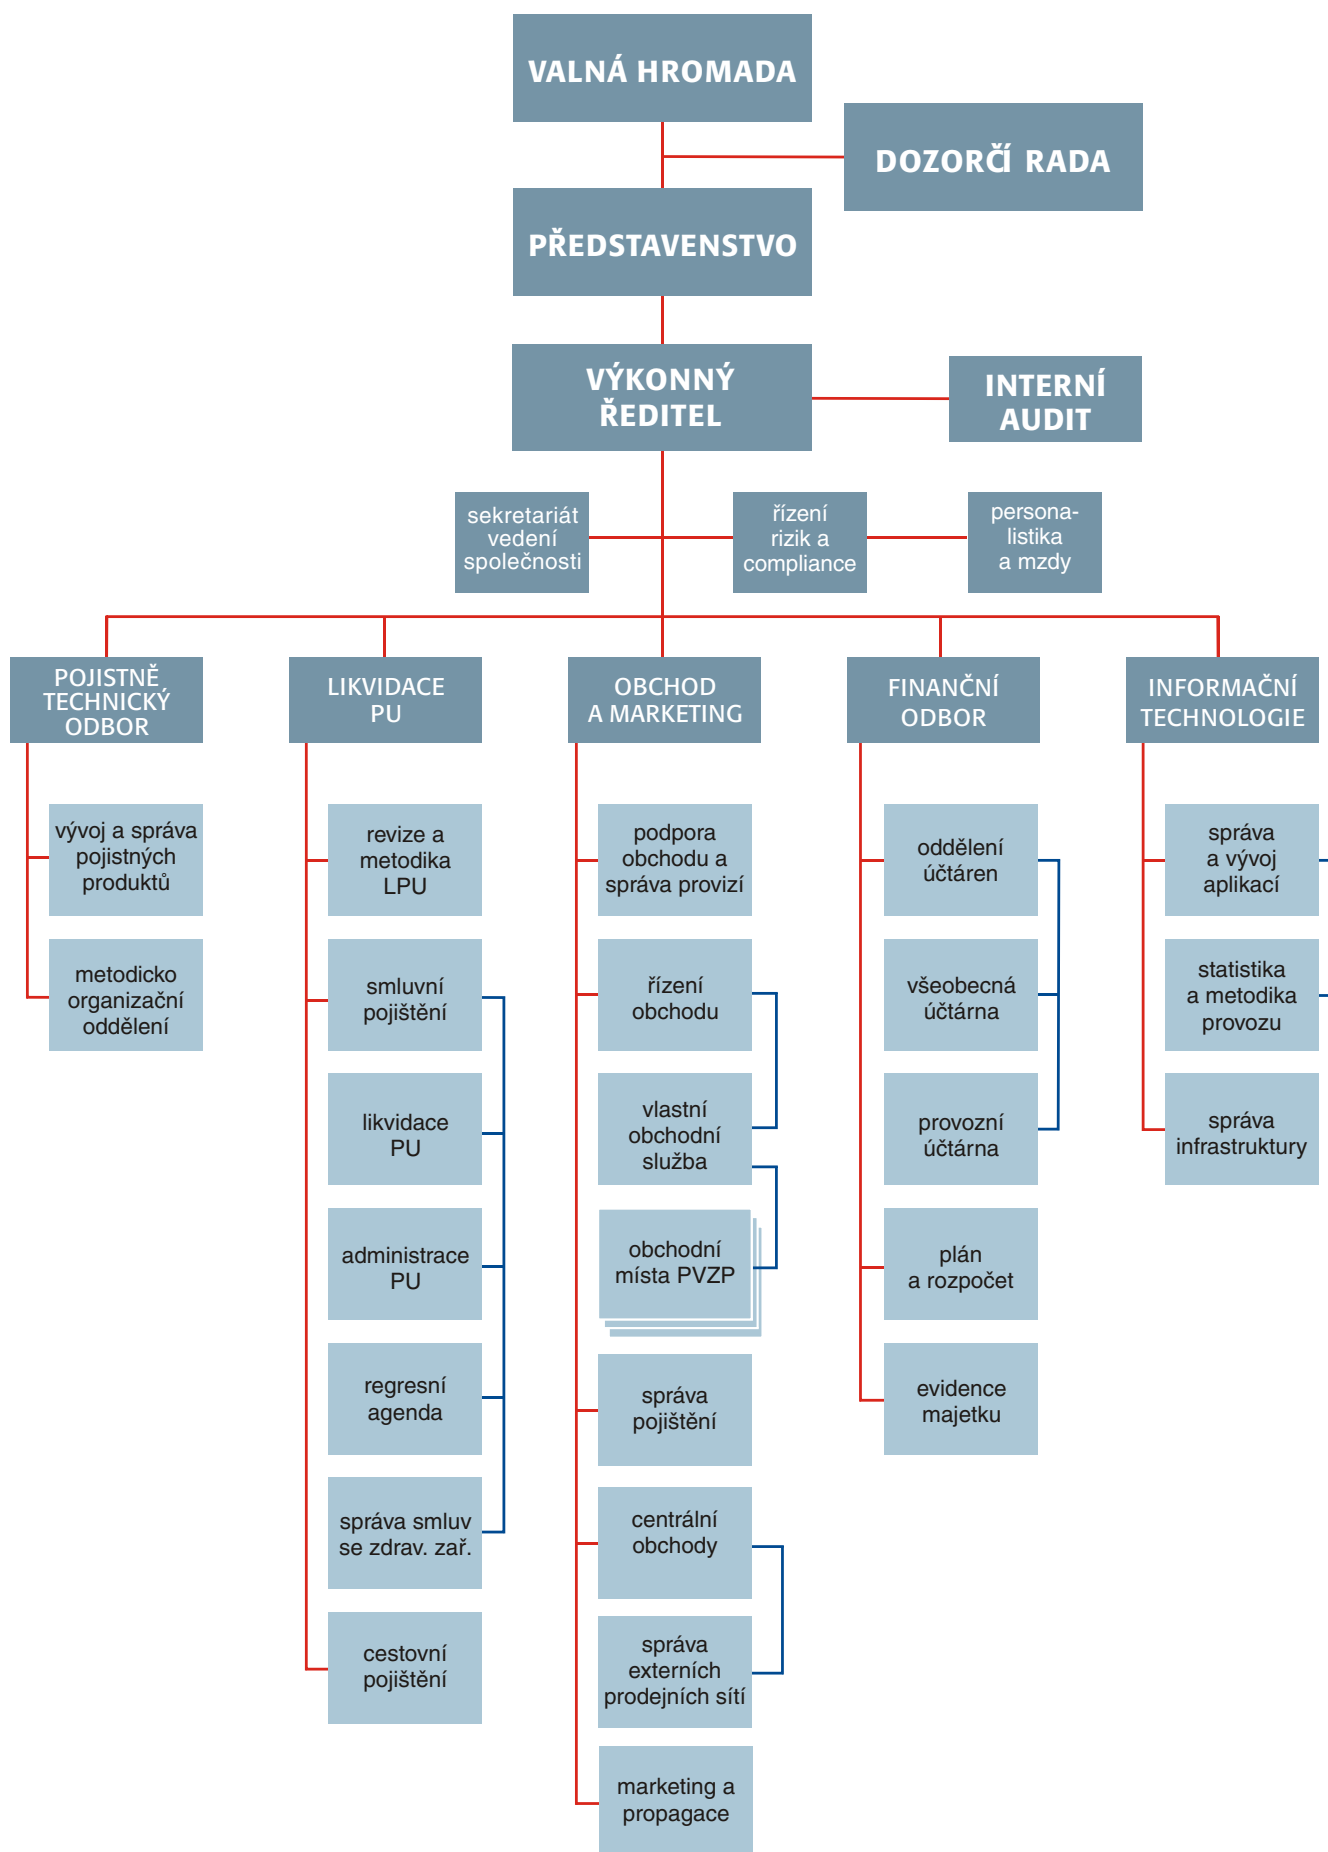 VALNÁ HROMADA
DOZORČÍ RADA
PŘEDSTAVENSTVO
VÝKONNÝ
ŘEDITEL
INTERNÍ
AUDIT
sekretariát
vedení
společnosti
řízení
rizik a
compliance
persona-
listika
a mzdy
POJISTNĚ
TECHNICKÝ
ODBOR
LIKVIDACE
PU
OBCHOD
A MARKETING
FINANČNÍ
ODBOR
INFORMAČNÍ
TECHNOLOGIE
vývoj a správa
pojistných
produktů
metodicko
organizační
oddělení
revize a
metodika
LPU
smluvní
pojištění
likvidace
PU
administrace
PU
regresní
agenda
správa smluv
se zdrav. zař.
cestovní
pojištění
podpora
obchodu a
správa provizí
řízení
obchodu
vlastní
obchodní
služba
obchodní
místa PVZP
správa
pojištění
centrální
obchody
správa
externích
prodejních sítí
marketing a
propagace
oddělení
účtáren
všeobecná
účtárna
provozní
účtárna
plán
a rozpočet
evidence
majetku
správa
a vývoj
aplikací
statistika
a metodika
provozu
správa
infrastruktury